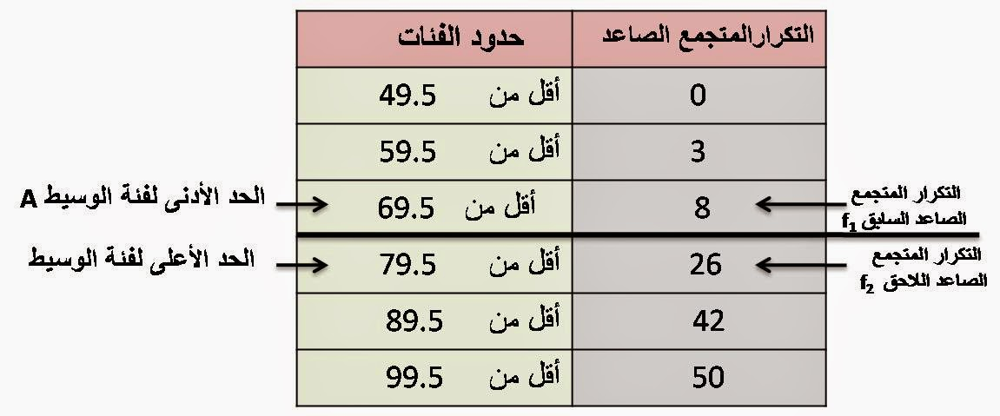 حدود الفئات التكرارالمتجمع الصاعد
أقل من 49.5 0
أقل من 59.5 3
الحد الأدنى لفئة الوسيط A أقل من 69.5 8 التكرار المتجمع
الصاعد السابق f₁
الحد الأعلى لفئة الوسيط أقل من 79.5 26 التكرار المتجمع
الصاعد اللاحق f₂
أقل من 89.5 42
أقل من 99.5 50